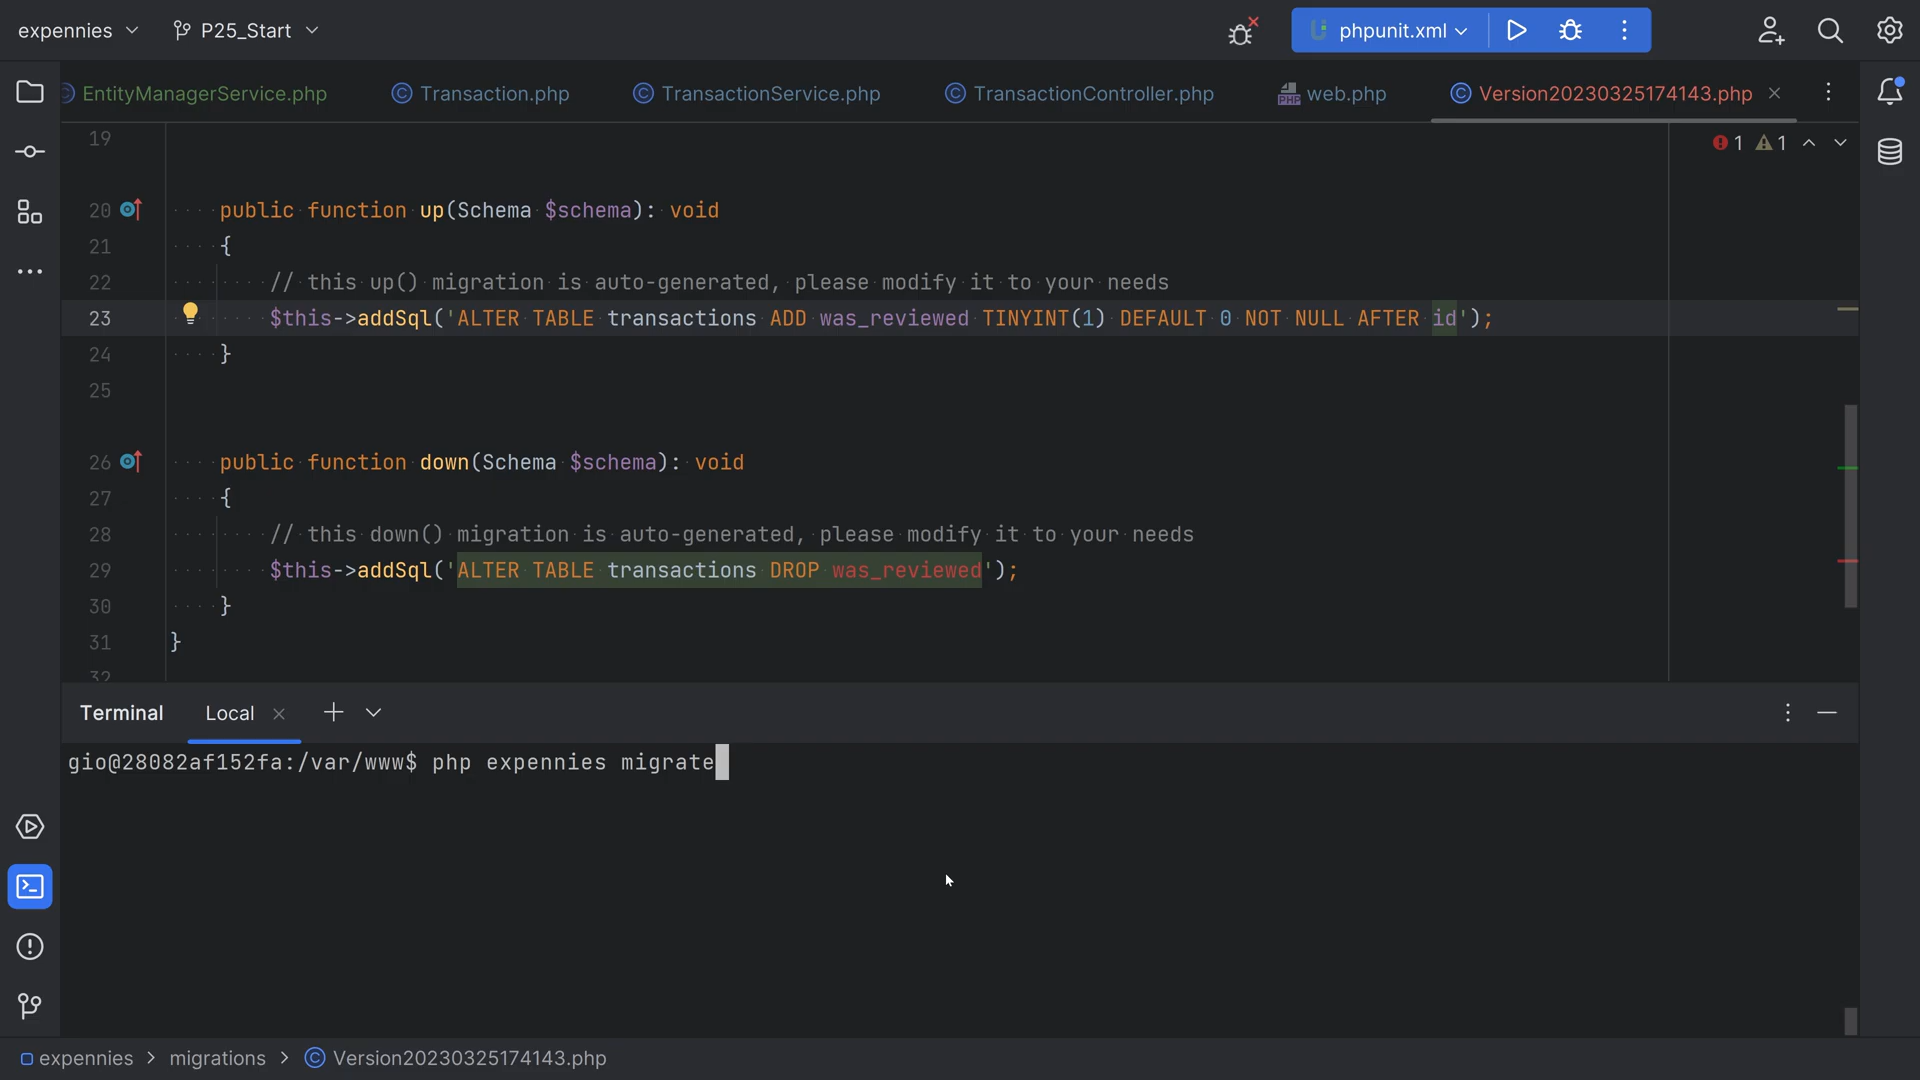 expennies
P25_Start
phpunit.xml
EntityManagerService.php
Transaction.php
TransactionService.php
TransactionController.php
PHP
web.php
Version20230325174143.php
1 1
19
20 public function up(Schema $schema): void
21 {
22 // this up() migration is auto-generated, please modify it to your needs
23 $this->addSql('ALTER TABLE transactions ADD was_reviewed TINYINT(1) DEFAULT 0 NOT NULL AFTER id');
24 }
25
26 public function down(Schema $schema): void
27 {
28 // this down() migration is auto-generated, please modify it to your needs
29 $this->addSql('ALTER TABLE transactions DROP was_reviewed');
30 }
31 }
32
Terminal
Local
gio@28082af152fa:/var/www$ php expennies migrate
expennies > migrations > Version20230325174143.php